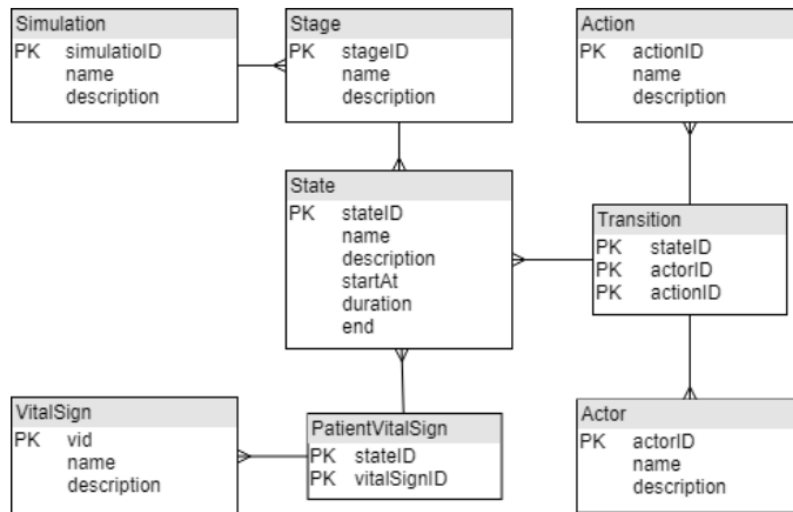 Simulation
PK simulatioID
name
description
Stage
PK stageID
name
description
Action
PK actionID
name
description
State
PK stateID
name
description
startAt
duration
end
Transition
PK stateID
PK actorID
PK actionID
VitalSign
PK vid
name
description
PatientVitalSign
PK stateID
PK vitalSignID
Actor
PK actorID
name
description